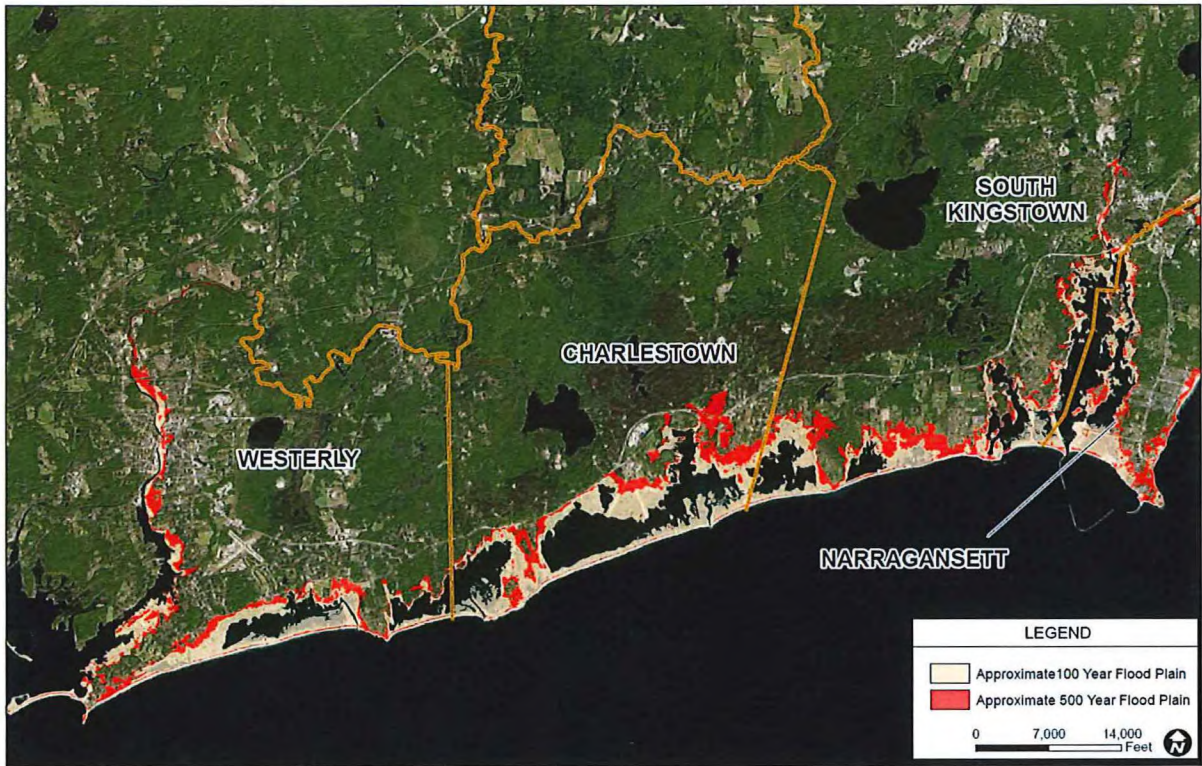 SOUTH
KINGSTOWN
CHARLESTOWN
WESTERLY
NARRAGANSETT
LEGEND
Approximate100 Year Flood Plain
Approximate 500 Year Flood Plain
0 7,000 14,000
Feet
N